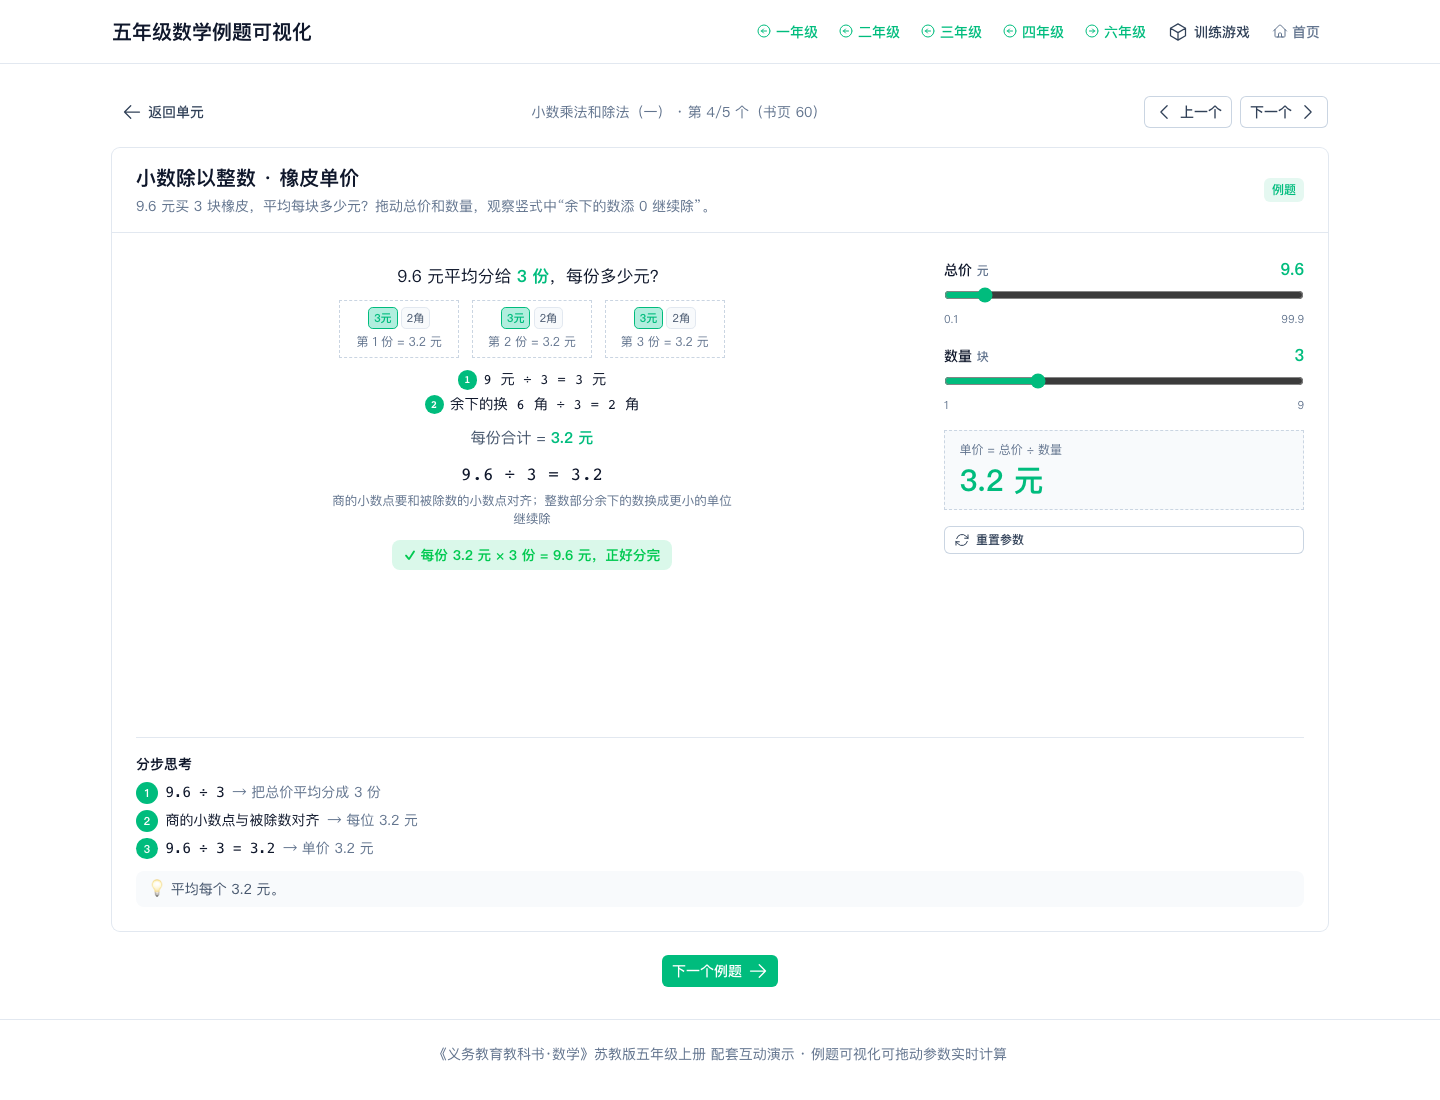 五年级数学例题可视化
一年级 二年级 三年级 四年级 六年级 训练游戏 首页
返回单元
小数乘法和除法（一） · 第 4/5 个（书页 60）
上一个 下一个
小数除以整数 · 橡皮单价
9.6 元买 3 块橡皮，平均每块多少元？拖动总价和数量，观察竖式中“余下的数添 0 继续除”。
例题
9.6 元平均分给 3 份，每份多少元？
3元 2角 3元 2角 3元 2角
第 1 份 = 3.2 元 第 2 份 = 3.2 元 第 3 份 = 3.2 元
1 9 元 ÷ 3 = 3 元
2 余下的换 6 角 ÷ 3 = 2 角
每份合计 = 3.2 元
9.6 ÷ 3 = 3.2
商的小数点要和被除数的小数点对齐；整数部分余下的数换成更小的单位
继续除
✓ 每份 3.2 元 × 3 份 = 9.6 元，正好分完
总价 元 9.6
0.1 99.9
数量 块 3
1 9
单价 = 总价 ÷ 数量
3.2 元
重置参数
分步思考
1 9.6 ÷ 3 → 把总价平均分成 3 份
2 商的小数点与被除数对齐 → 每位 3.2 元
3 9.6 ÷ 3 = 3.2 → 单价 3.2 元
💡 平均每个 3.2 元。
下一个例题 →
《义务教育教科书·数学》苏教版五年级上册 配套互动演示 · 例题可视化可拖动参数实时计算